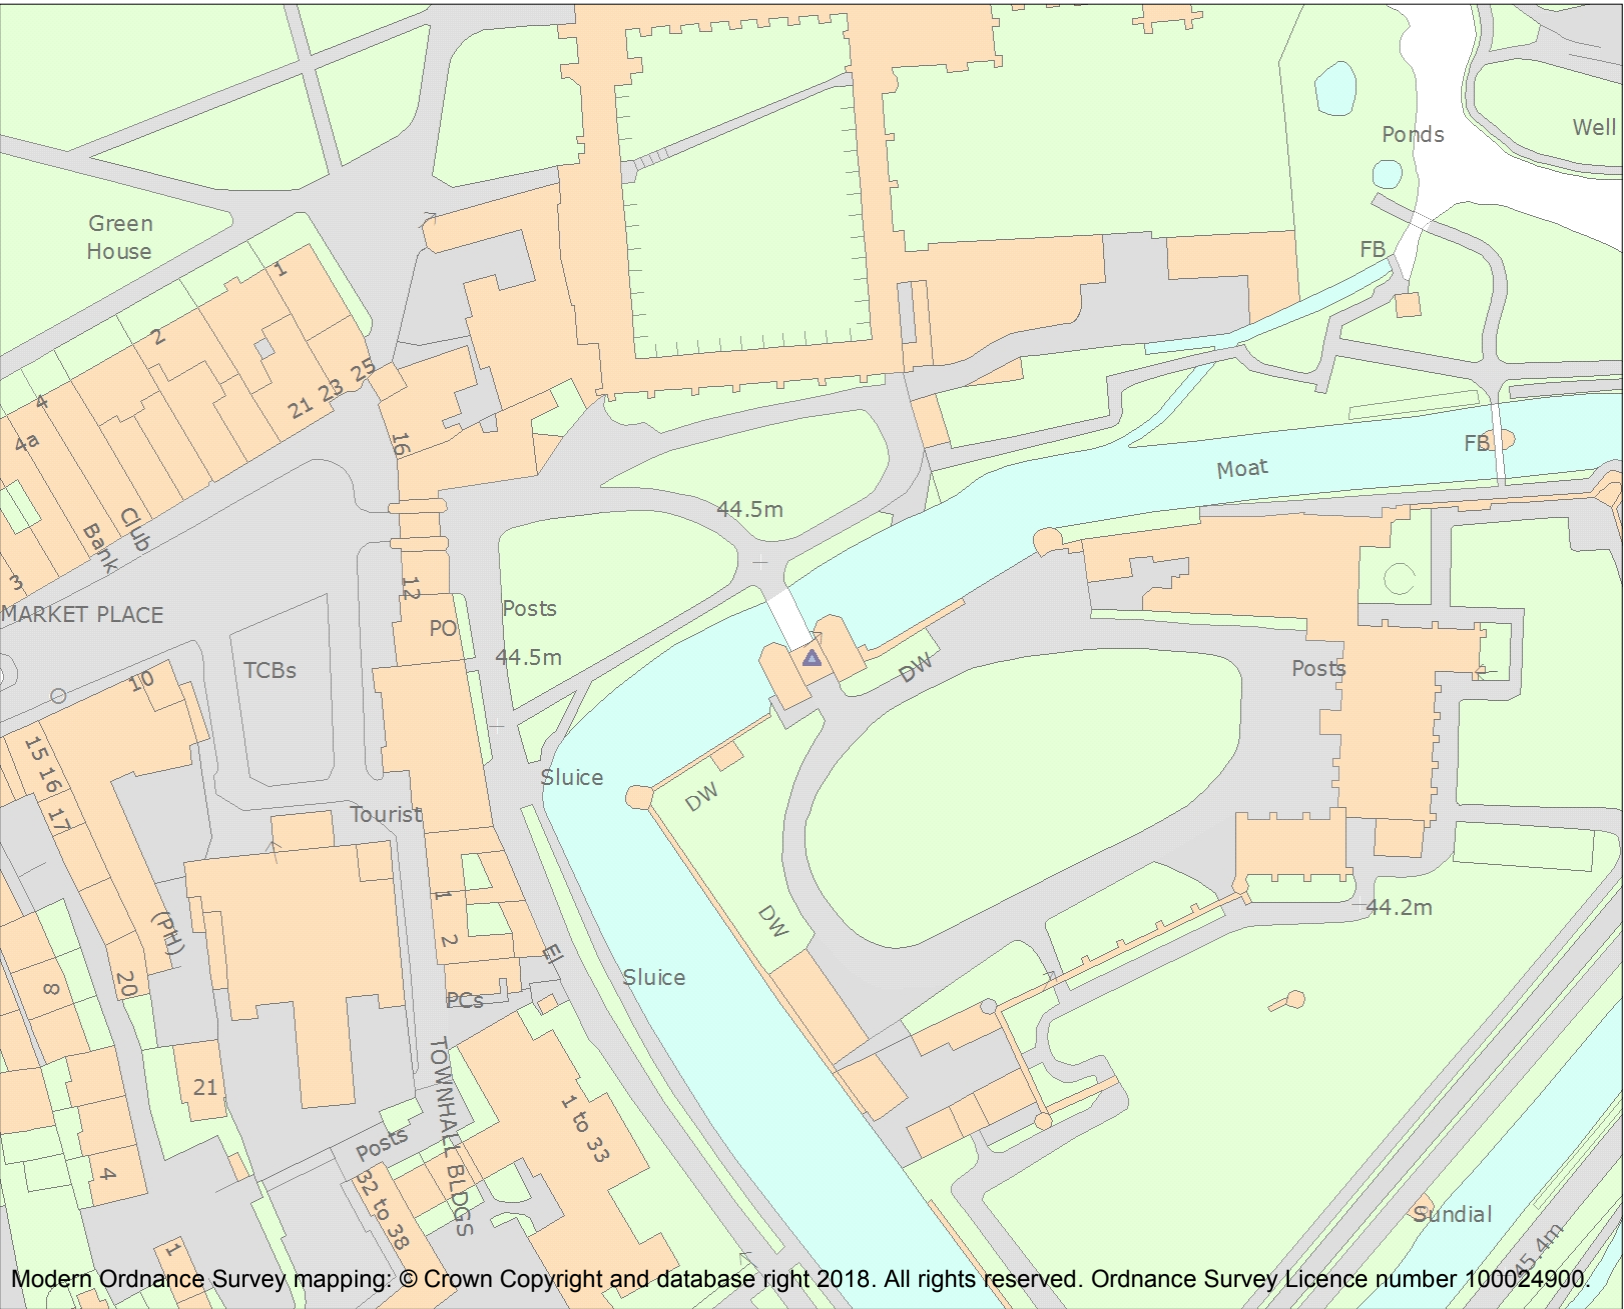 Ponds
Well
Green
House
FB
1
2
25
23
21
4
4a
16
FB
Moat
44.5m
Club
Bank
3
12
MARKET PLACE
Posts
PO
44.5m
TCBs
DW
Posts
10
15
16
17
Sluice
DW
Tourist
1
2
(PH)
DW
44.2m
El
20
8
Sluice
PCs
TOWNHALL BLDGS
21
1 to 33
Posts
4
32 to 38
Sundial
45.4m
1
Modern Ordnance Survey mapping: © Crown Copyright and database right 2018. All rights reserved. Ordnance Survey Licence number 100024900.